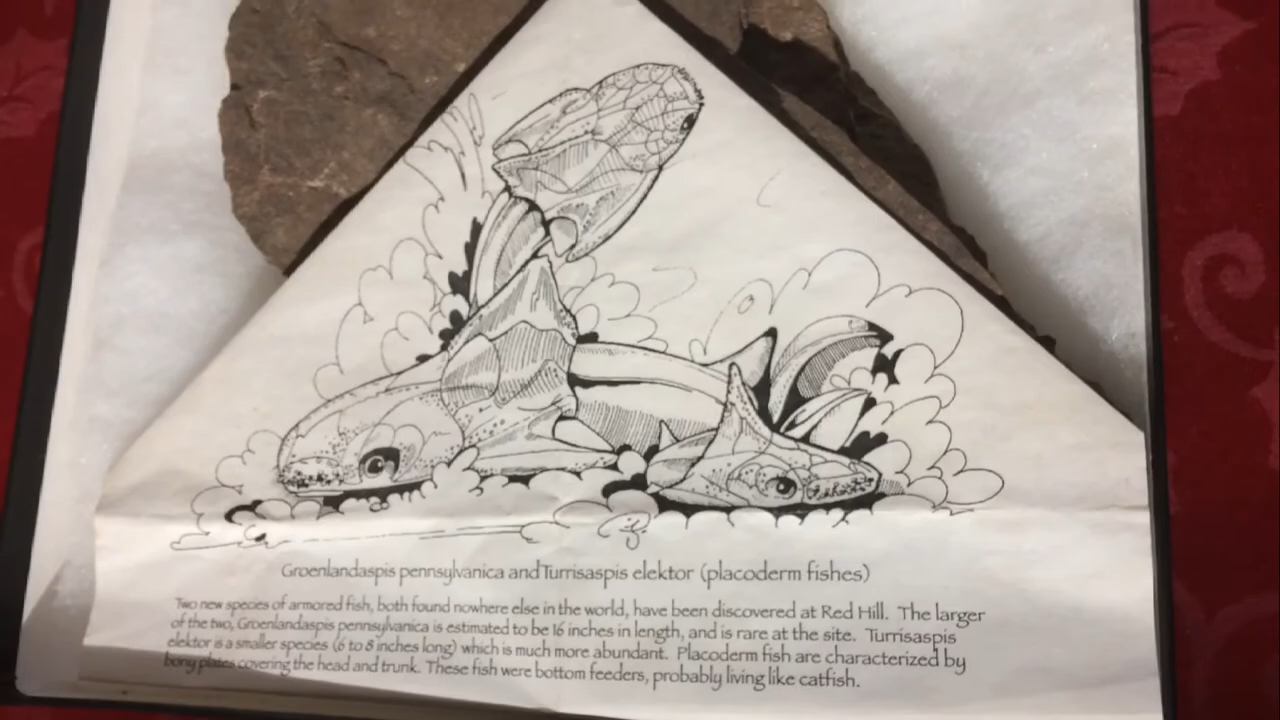 Groenlandaspis pennsylvanica and Turrisaspis elektor (placoderm fishes)
Two new species of armored fish, both found nowhere else in the world, have been discovered at Red Hill. The larger
of the two, Groenlandaspis pennsylvanica is estimated to be 16 inches in length, and is rare at the site. Turrisaspis
elektor is a smaller species (6 to 8 inches long) which is much more abundant. Placoderm fish are characterized by
bony plates covering the head and trunk. These fish were bottom feeders, probably living like catfish.